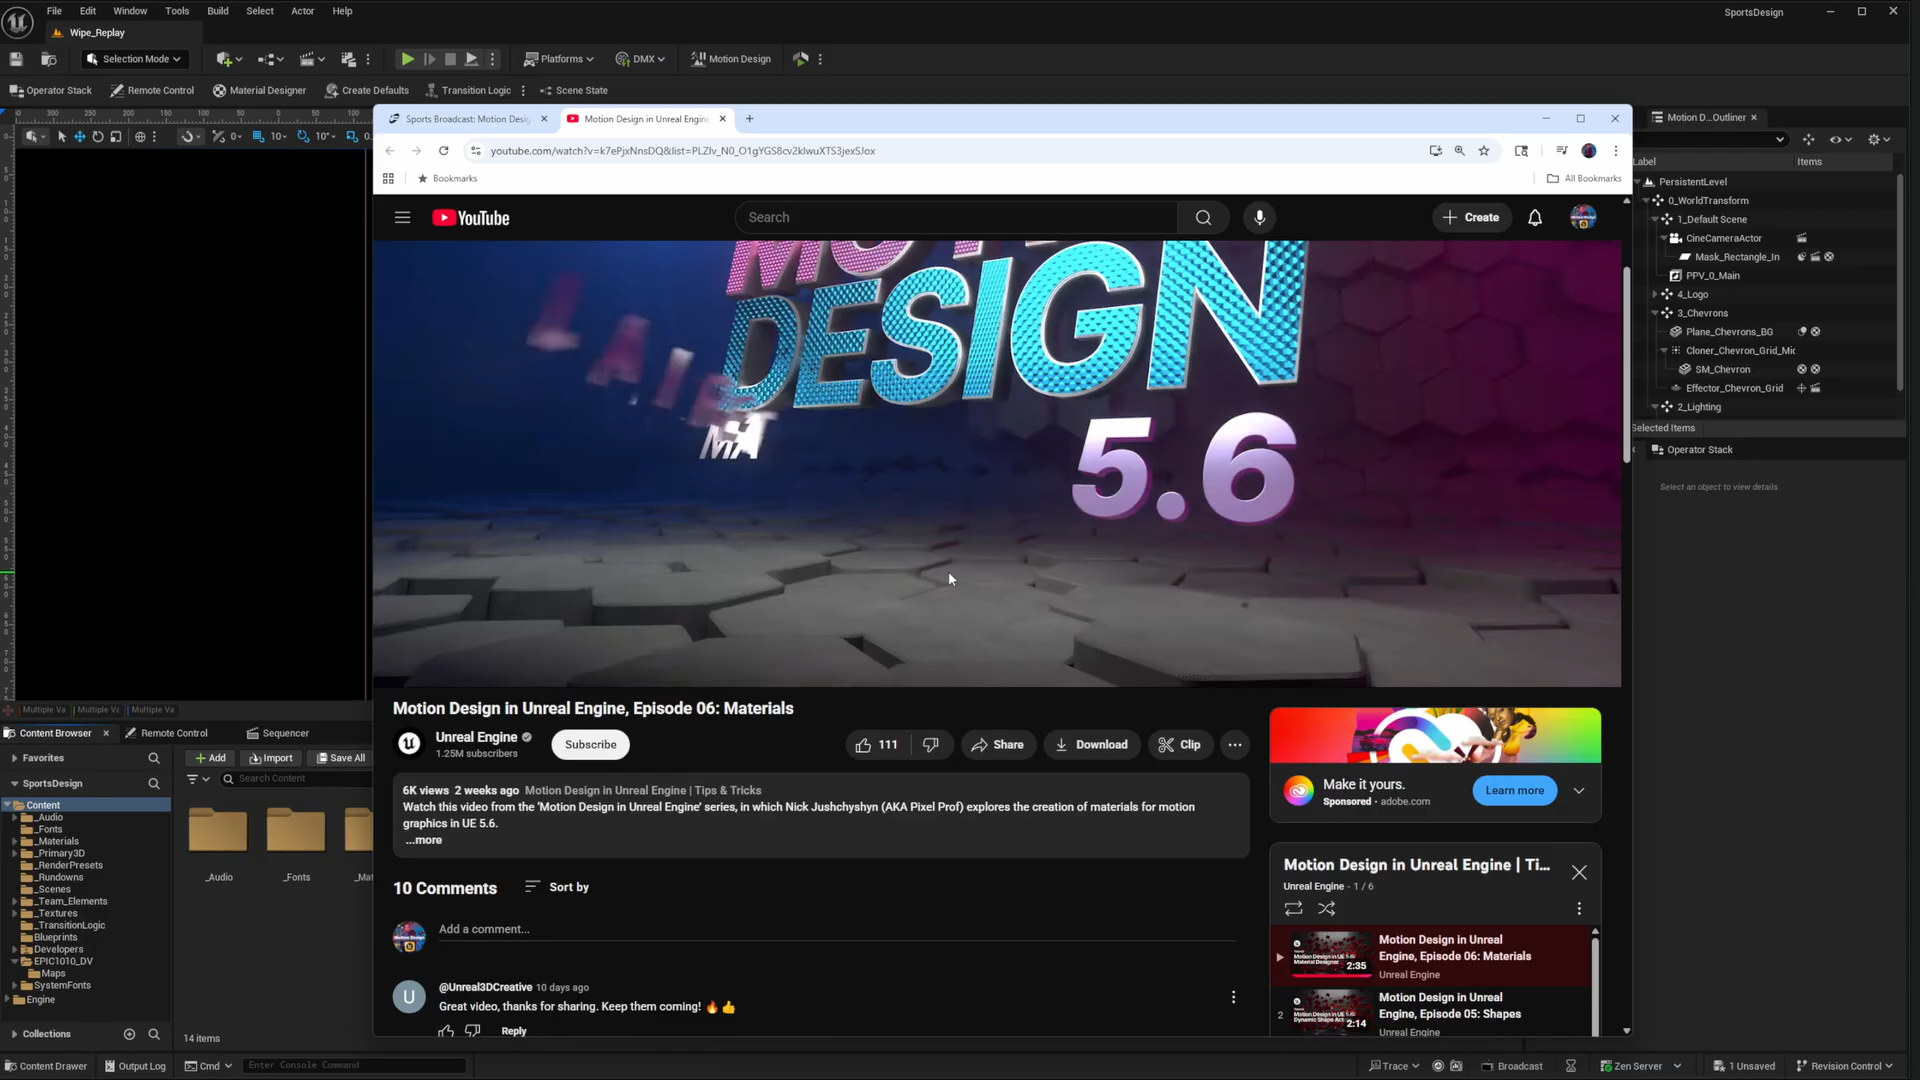 File Edit Window Tools Build Select Actor Help
SportsDesign
Wipe_Replay
Selection Mode
Platforms
DMX
Motion Design
Operator Stack
Remote Control
Material Designer
Create Defaults
Transition Logic
Scene State
Sports Broadcast: Motion Desig
Motion Design in Unreal Engine
youtube.com/watch?v=k7ePjxNnsDQ&list=PLZlv_N0_O1gYGS8cv2klwuXTS3jexSJox
Bookmarks
All Bookmarks
YouTube
Search
Create
DESIGN
5.6
MAT
Motion Design in Unreal Engine, Episode 06: Materials
Unreal Engine
1.25M subscribers
Subscribe
111
Share
Download
Clip
6K views 2 weeks ago Motion Design in Unreal Engine | Tips & Tricks
Watch this video from the 'Motion Design in Unreal Engine' series, in which Nick Jushchyshyn (AKA Pixel Prof) explores the creation of materials for motion
graphics in UE 5.6.
...more
10 Comments
Sort by
Add a comment...
@Unreal3DCreative 10 days ago
Great video, thanks for sharing. Keep them coming! 🔥👍
Reply
Make it yours.
Sponsored · adobe.com
Learn more
Motion Design in Unreal Engine | Ti...
Unreal Engine - 1 / 6
2:35
Motion Design in Unreal
Engine, Episode 06: Materials
Unreal Engine
2
2:14
Motion Design in Unreal
Engine, Episode 05: Shapes
Unreal Engine
Motion D...Outliner
Label
Items
PersistentLevel
0_WorldTransform
1_Default Scene
CineCameraActor
Mask_Rectangle_In
PPV_0_Main
4_Logo
3_Chevrons
Plane_Chevrons_BG
Cloner_Chevron_Grid_Mic
SM_Chevron
Effector_Chevron_Grid
2_Lighting
Selected Items
Operator Stack
Select an object to view details.
Multiple Va
Multiple Va
Multiple Va
Content Browser
Remote Control
Sequencer
Favorites
Add
Import
Save All
Search Content
SportsDesign
Content
_Audio
_Fonts
_Materials
_Primary3D
_RenderPresets
_Rundowns
_Scenes
_Team_Elements
_Textures
_TransitionLogic
Blueprints
Developers
EPIC1010_DV
Maps
SystemFonts
Engine
Collections
_Audio
_Fonts
_Mat
14 items
Content Drawer
Output Log
Cmd
Enter Console Command
Trace
Broadcast
Zen Server
1 Unsaved
Revision Control